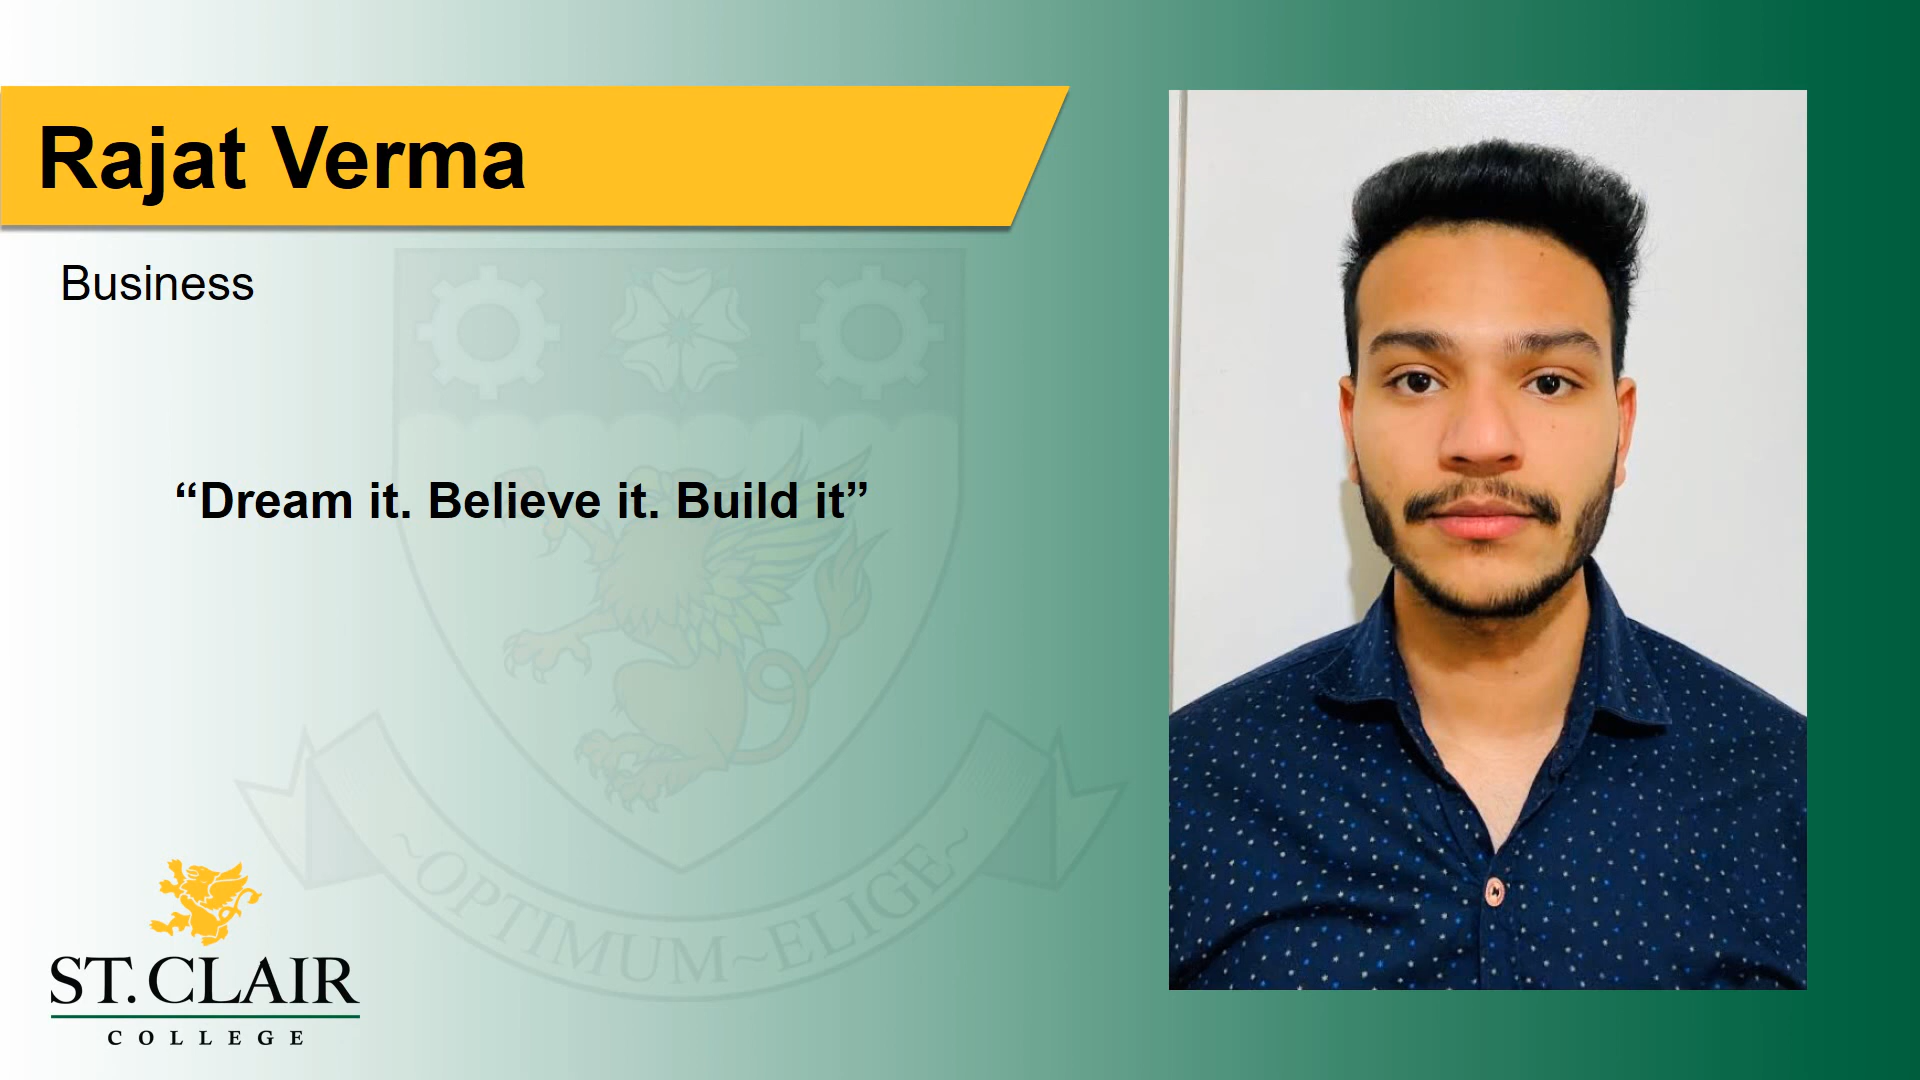 Rajat Verma
Business
“Dream it. Believe it. Build it”
~OPTIMUM~ELIGE~
ST. CLAIR
COLLEGE